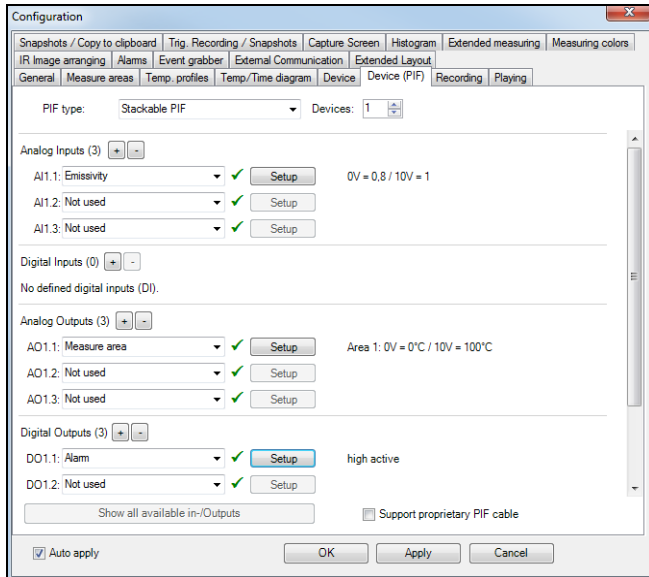 Configuration
Snapshots / Copy to clipboard Trig. Recording / Snapshots Capture Screen Histogram Extended measuring Measuring colors
IR Image arranging Alarms Event grabber External Communication Extended Layout
General Measure areas Temp. profiles Temp/Time diagram Device Device (PIF) Recording Playing
PIF type: Stackable PIF Devices: 1
Analog Inputs (3) + -
AI1.1: Emissivity Setup 0V = 0,8 / 10V = 1
AI1.2: Not used Setup
AI1.3: Not used Setup
Digital Inputs (0) + -
No defined digital inputs (DI).
Analog Outputs (3) + -
AO1.1: Measure area Setup Area 1: 0V = 0°C / 10V = 100°C
AO1.2: Not used Setup
AO1.3: Not used Setup
Digital Outputs (3) + -
DO1.1: Alarm Setup high active
DO1.2: Not used Setup
Show all available in-/Outputs Support proprietary PIF cable
Auto apply OK Apply Cancel